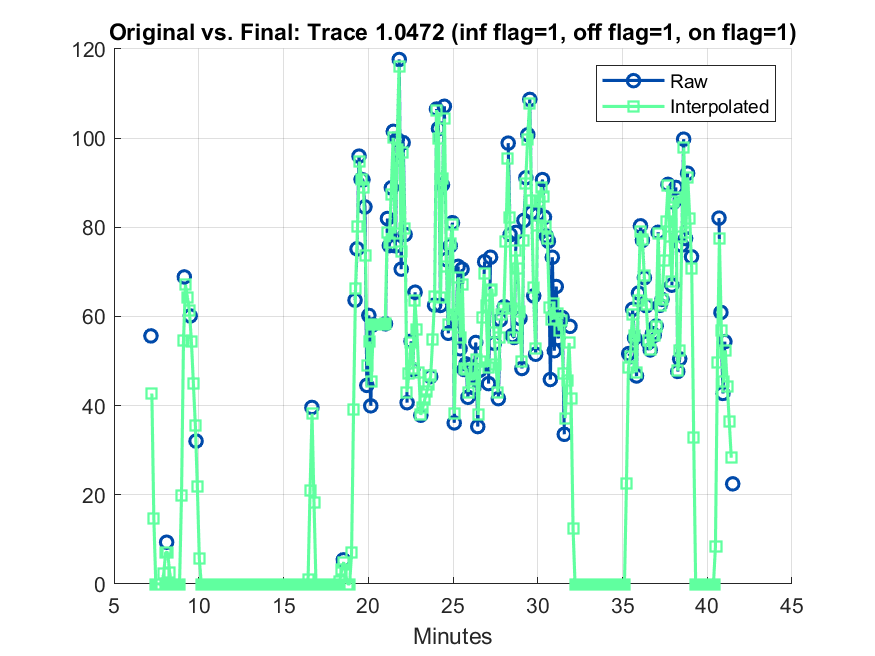 Original vs. Final: Trace 1.0472 (inf flag=1, off flag=1, on flag=1)
120
100
80
60
40
20
0
Raw
Interpolated
5 10 15 20 25 30 35 40 45
Minutes